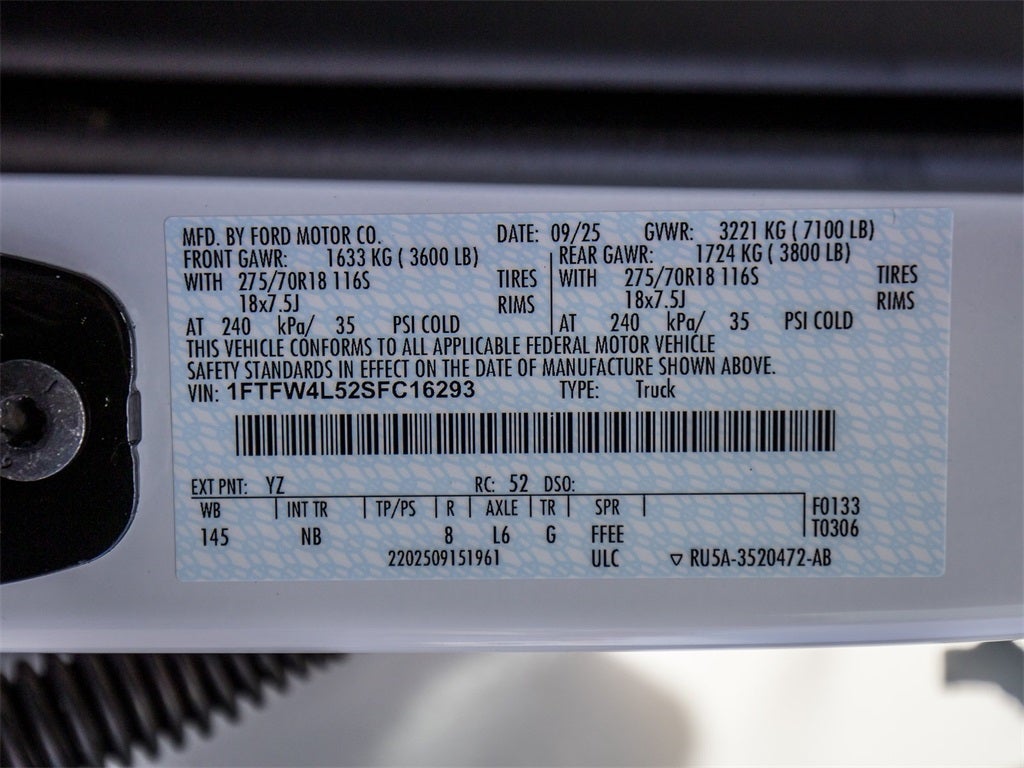 MFD. BY FORD MOTOR CO. DATE: 09/25 GVWR: 3221 KG ( 7100 LB)
FRONT GAWR: 1633 KG ( 3600 LB) REAR GAWR: 1724 KG ( 3800 LB)
WITH 275/70R18 116S TIRES WITH 275/70R18 116S TIRES
18x7.5J RIMS 18x7.5J RIMS
AT 240 kPa/ 35 PSI COLD AT 240 kPa/ 35 PSI COLD
THIS VEHICLE CONFORMS TO ALL APPLICABLE FEDERAL MOTOR VEHICLE
SAFETY STANDARDS IN EFFECT ON THE DATE OF MANUFACTURE SHOWN ABOVE.
VIN: 1FTFW4L52SFC16293 TYPE: Truck
EXT PNT: YZ RC: 52 DSO:
WB INT TR TP/PS R AXLE TR SPR F0133
145 NB 8 L6 G FFEE T0306
2202509151961 ULC ▽ RU5A-3520472-AB